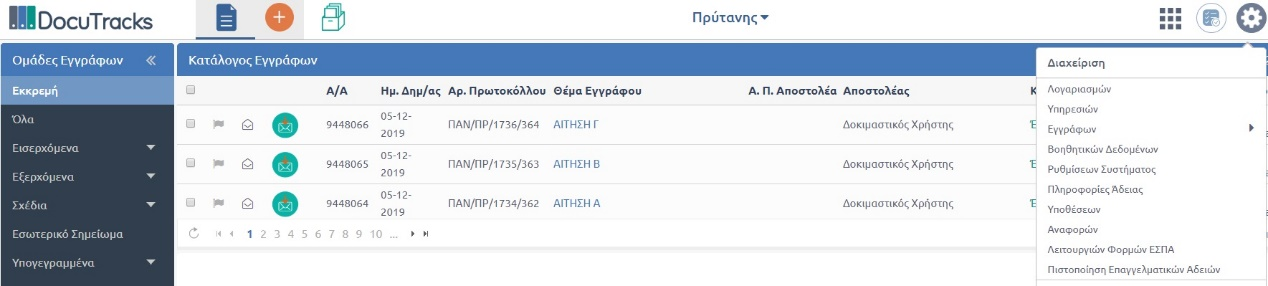 DocuTracks
Πρύτανης
Ομάδες Εγγράφων
Εκκρεμή
Όλα
Εισερχόμενα
Εξερχόμενα
Σχέδια
Εσωτερικό Σημείωμα
Υπογεγραμμένα
Κατάλογος Εγγράφων
Α/Α Ημ. Δημ/ας Αρ. Πρωτοκόλλου Θέμα Εγγράφου Α. Π. Αποστολέα Αποστολέας
9448066 05-12-2019 ΠΑΝ/ΠΡ/1736/364 ΑΙΤΗΣΗ Γ Δοκιμαστικός Χρήστης
9448065 05-12-2019 ΠΑΝ/ΠΡ/1735/363 ΑΙΤΗΣΗ Β Δοκιμαστικός Χρήστης
9448064 05-12-2019 ΠΑΝ/ΠΡ/1734/362 ΑΙΤΗΣΗ Α Δοκιμαστικός Χρήστης
1 2 3 4 5 6 7 8 9 10 ...
Διαχείριση
Λογαριασμών
Υπηρεσιών
Εγγράφων
Βοηθητικών Δεδομένων
Ρυθμίσεων Συστήματος
Πληροφορίες Άδειας
Υποθέσεων
Αναφορών
Λειτουργιών Φορμών ΕΣΠΑ
Πιστοποίηση Επαγγελματικών Αδειών